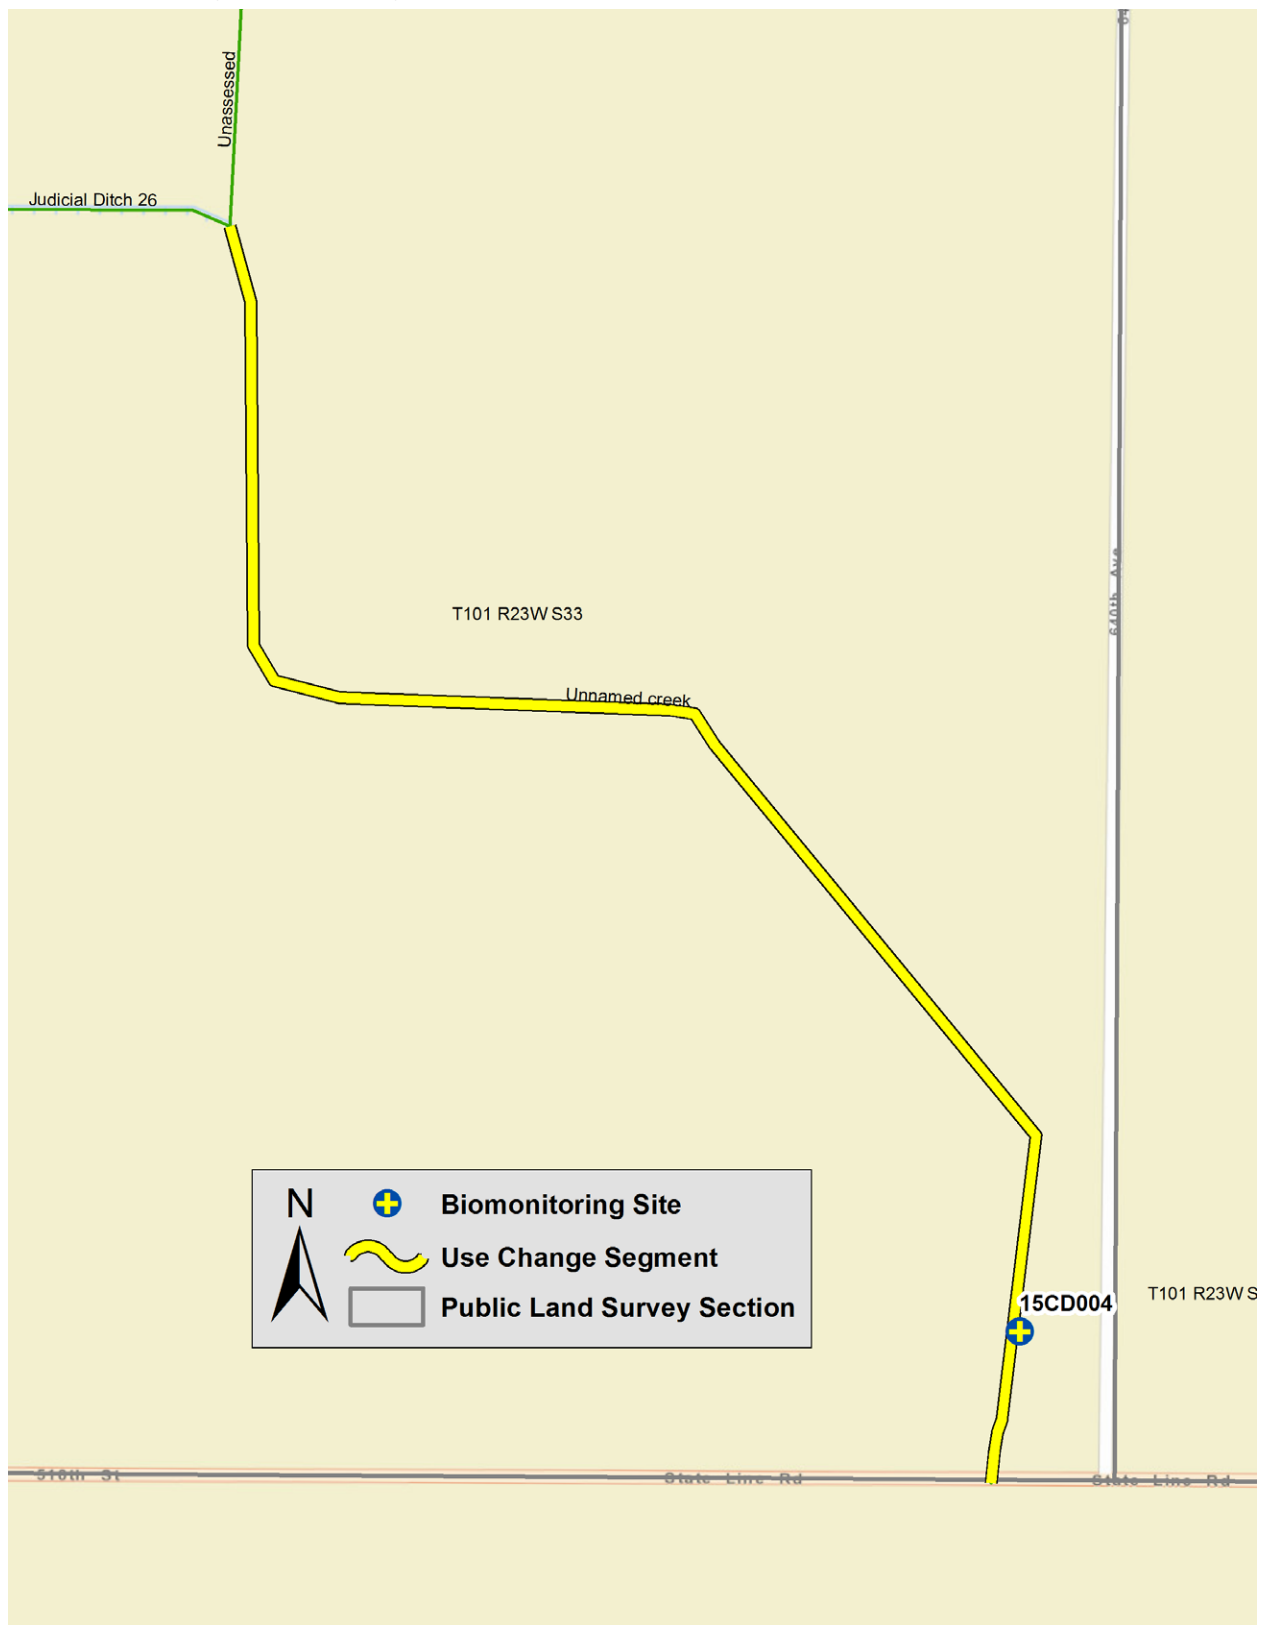 Unassessed
Judicial Ditch 26
640th Ave
T101 R23W S33
Unnamed creek
N
Biomonitoring Site
Use Change Segment
Public Land Survey Section
15CD004
T101 R23W S
510th St
State Line Rd
State Line Rd